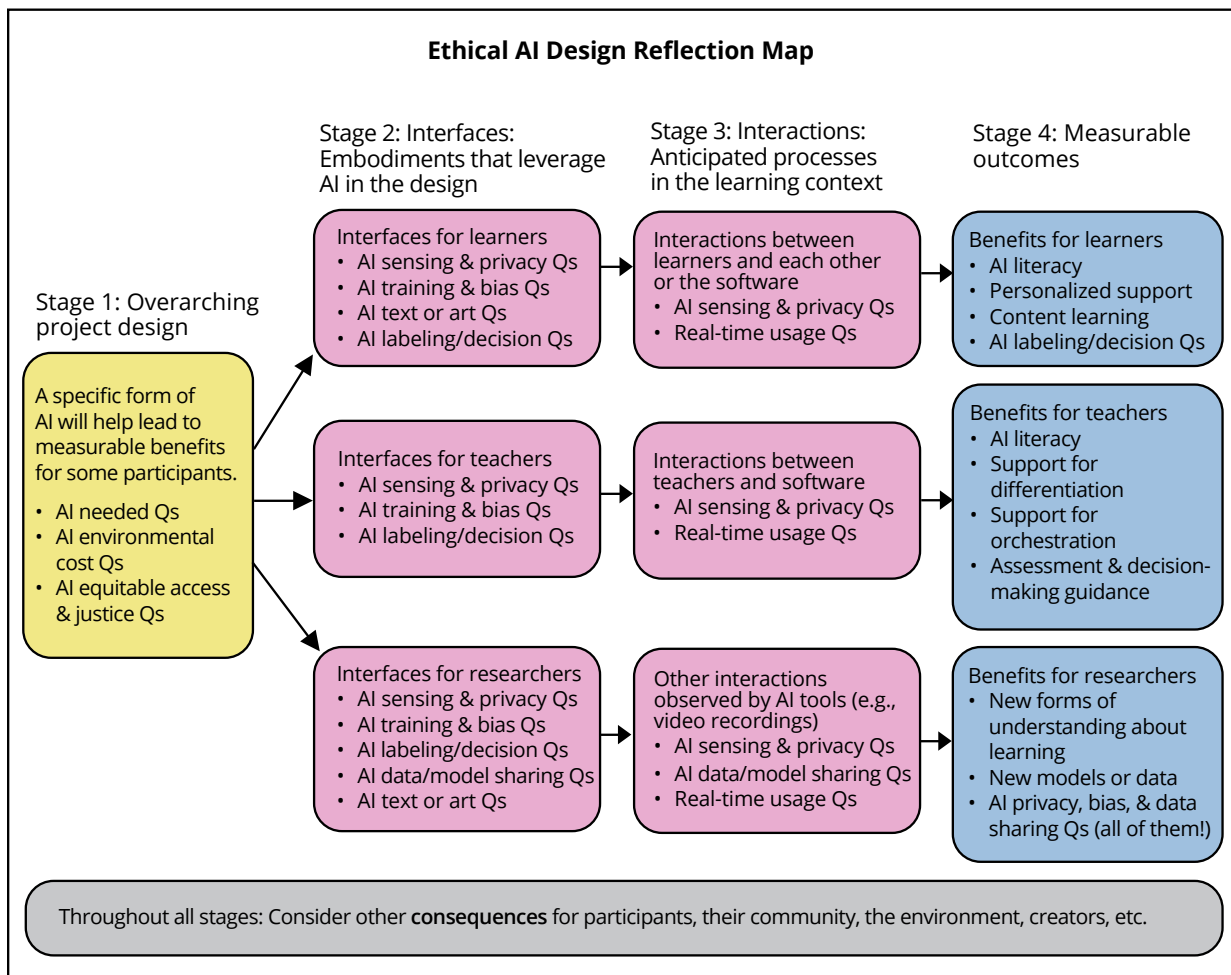 Ethical AI Design Reflection Map
Stage 1: Overarching
project design
A specific form of
AI will help lead to
measurable benefits
for some participants.
• AI needed Qs
• AI environmental
cost Qs
• AI equitable access
& justice Qs
Stage 2: Interfaces:
Embodiments that leverage
AI in the design
Interfaces for learners
• AI sensing & privacy Qs
• AI training & bias Qs
• AI text or art Qs
• AI labeling/decision Qs
Interfaces for teachers
• AI sensing & privacy Qs
• AI training & bias Qs
• AI labeling/decision Qs
Interfaces for researchers
• AI sensing & privacy Qs
• AI training & bias Qs
• AI labeling/decision Qs
• AI data/model sharing Qs
• AI text or art Qs
Stage 3: Interactions:
Anticipated processes
in the learning context
Interactions between
learners and each other
or the software
• AI sensing & privacy Qs
• Real-time usage Qs
Interactions between
teachers and software
• AI sensing & privacy Qs
• Real-time usage Qs
Other interactions
observed by AI tools (e.g.,
video recordings)
• AI sensing & privacy Qs
• AI data/model sharing Qs
• Real-time usage Qs
Stage 4: Measurable
outcomes
Benefits for learners
• AI literacy
• Personalized support
• Content learning
• AI labeling/decision Qs
Benefits for teachers
• AI literacy
• Support for
differentiation
• Support for
orchestration
• Assessment & decision-
making guidance
Benefits for researchers
• New forms of
understanding about
learning
• New models or data
• AI privacy, bias, & data
sharing Qs (all of them!)
Throughout all stages: Consider other consequences for participants, their community, the environment, creators, etc.